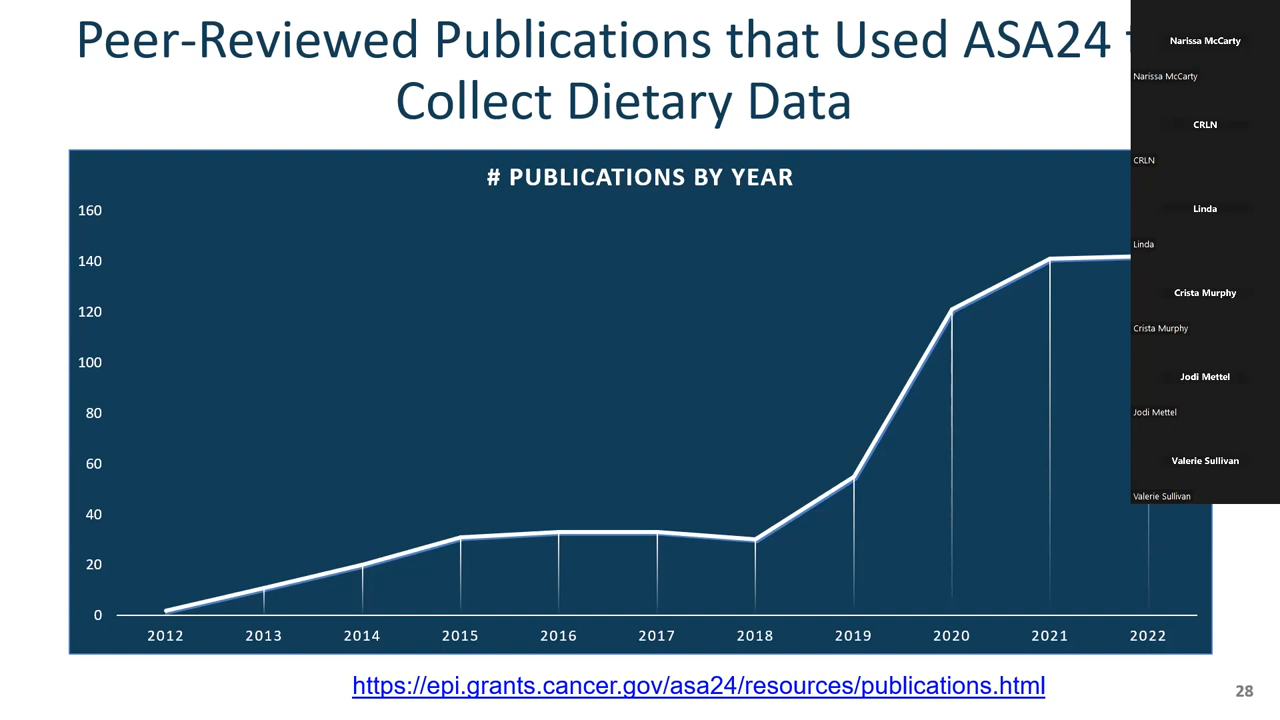 Peer-Reviewed Publications that Used ASA24
Collect Dietary Data
# PUBLICATIONS BY YEAR
160
140
120
100
80
60
40
20
0
2012 2013 2014 2015 2016 2017 2018 2019 2020 2021 2022
https://epi.grants.cancer.gov/asa24/resources/publications.html
28
Narissa McCarty
Narissa McCarty
CRLN
CRLN
Linda
Linda
Crista Murphy
Crista Murphy
Jodi Mettel
Jodi Mettel
Valerie Sullivan
Valerie Sullivan